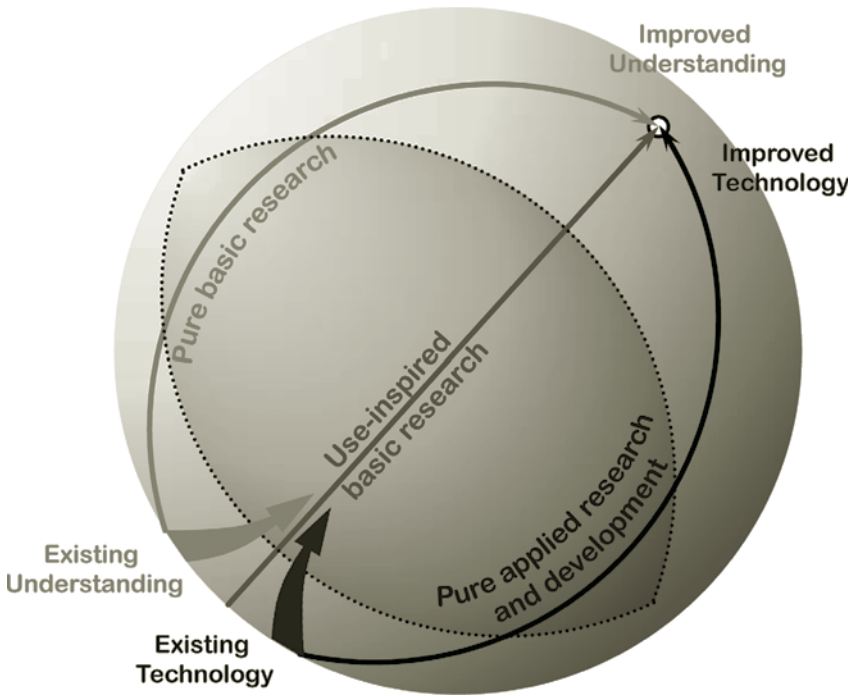 Improved
Understanding
Improved
Technology
Pure basic research
Use-inspired
basic research
Pure applied research
and development
Existing
Understanding
Existing
Technology